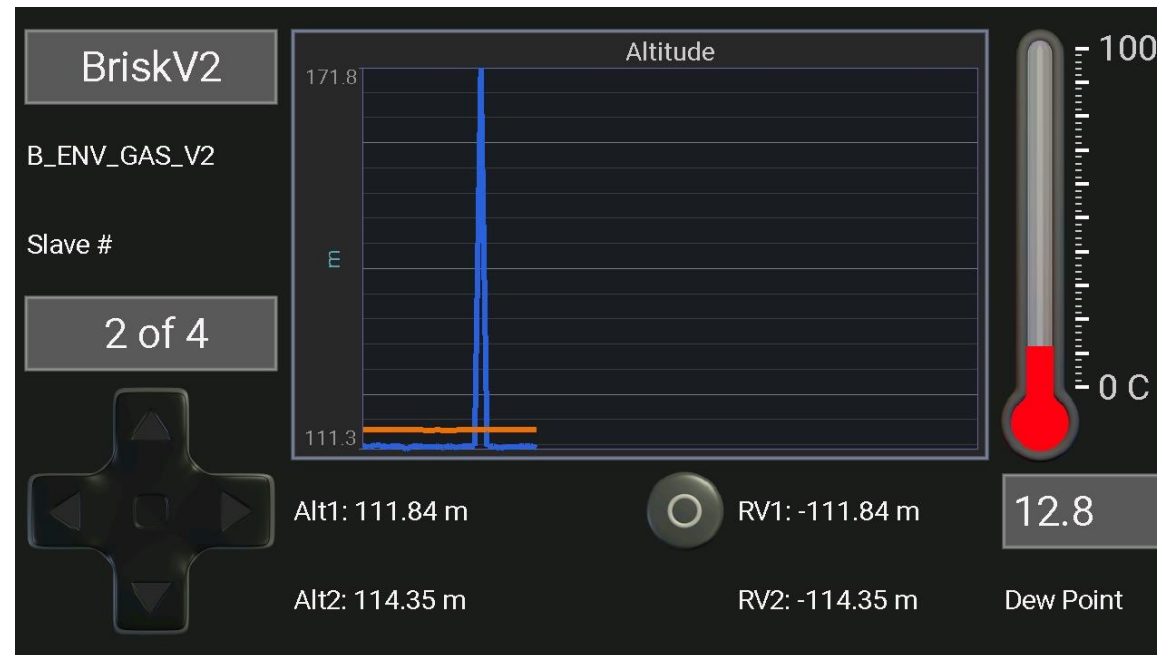 BriskV2
B_ENV_GAS_V2
Slave #
2 of 4
Altitude
171.8
m
111.3
Alt1: 111.84 m
RV1: -111.84 m
Alt2: 114.35 m
RV2: -114.35 m
100
0 C
12.8
Dew Point